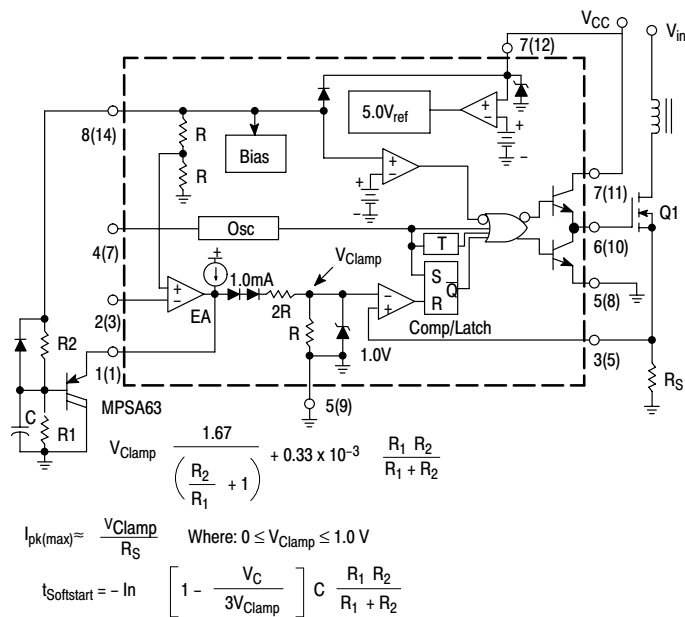 VCC
Vin
7(12)
5.0Vref
+
–
+
–
8(14)
R
R
Bias
+
–
+
–
7(11)
Q1
Osc
4(7)
T
6(10)
+
1.0mA
VClamp
S
Q
R
+
–
2(3)
EA
2R
R
–
+
Comp/Latch
5(8)
1.0V
3(5)
R2
1(1)
RS
C
R1
MPSA63
5(9)
VClamp 1.67 / (R2 / R1 + 1) + 0.33 x 10–3 R1 R2 / R1 + R2
Ipk(max)≈ VClamp / RS Where: 0 ≤ VClamp ≤ 1.0 V
tSoftstart = – In [1 - VC / 3VClamp] C R1 R2 / R1 + R2